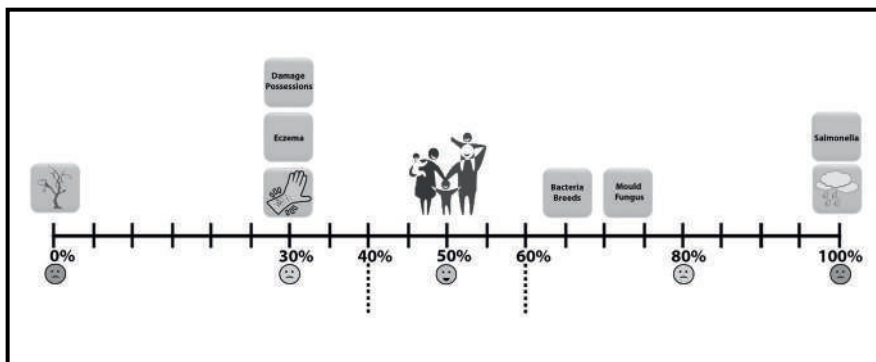 Damage
Possessions
Eczema
Salmonella
Bacteria
Breeds
Mould
Fungus
0%
30%
40%
50%
60%
80%
100%